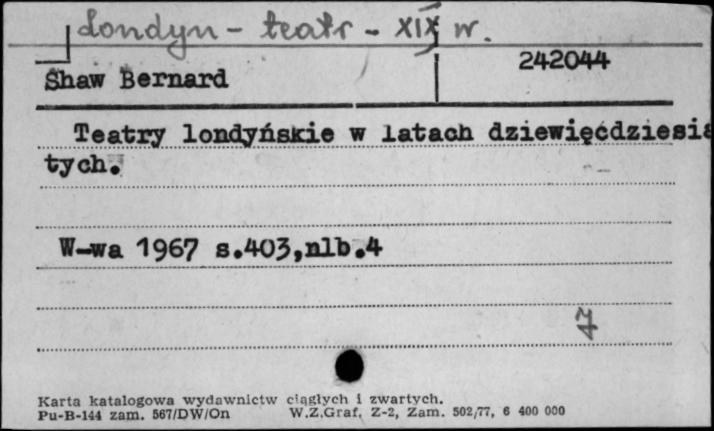 Londyn - teatr - XIX w.
Shaw Bernard 242044
Teatry londyńskie w latach dziewięćdziesią
tych.
W-wa 1967 s.403,nlb.4
7
Karta katalogowa wydawnictw ciągłych i zwartych.
Pu-B-144 zam. 567/DW/On W.Z.Graf. Z-2, Zam. 502/77, 6 400 000